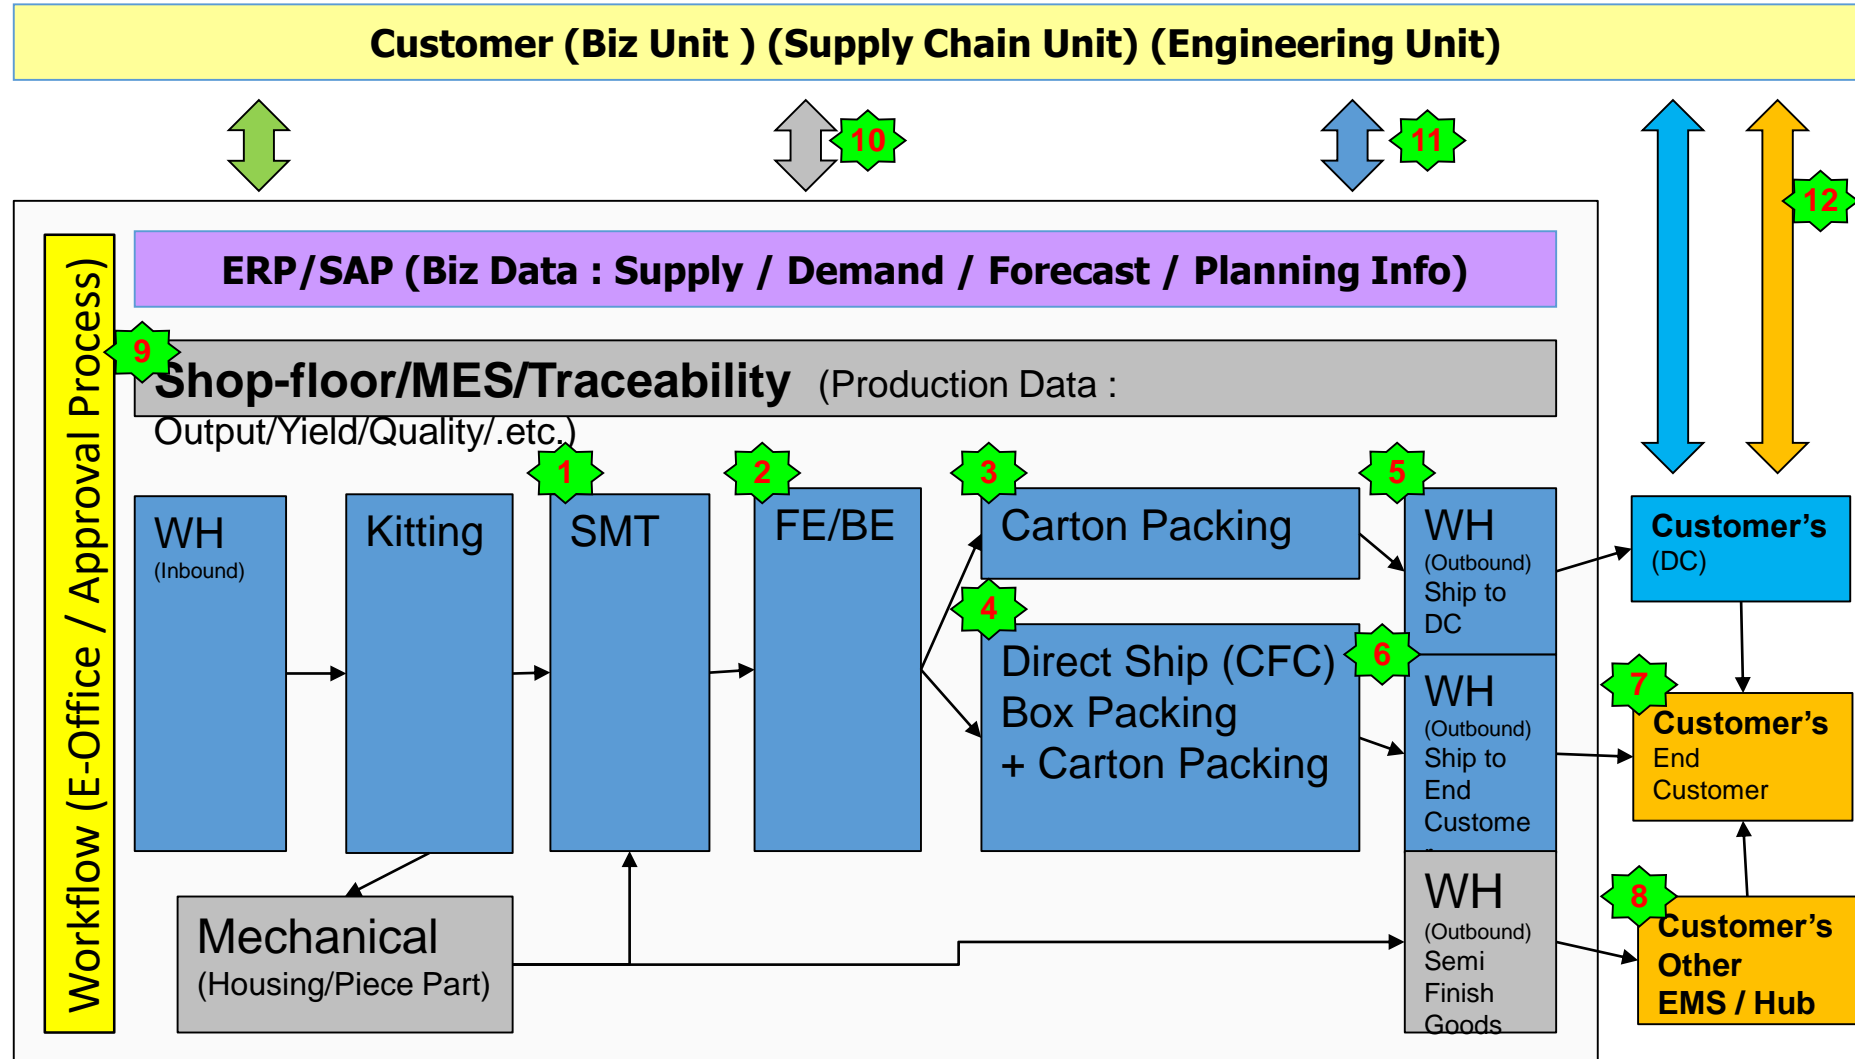 Customer (Biz Unit ) (Supply Chain Unit) (Engineering Unit)
10
11
12
Workflow (E-Office / Approval Process)
ERP/SAP (Biz Data : Supply / Demand / Forecast / Planning Info)
9
Shop-floor/MES/Traceability (Production Data :
Output/Yield/Quality/.etc.)
WH
(Inbound)
Kitting
1
SMT
2
FE/BE
3
Carton Packing
4
Direct Ship (CFC)
Box Packing
+ Carton Packing
5
WH
(Outbound)
Ship to
DC
6
WH
(Outbound)
Ship to
End
Custome
Mechanical
(Housing/Piece Part)
WH
(Outbound)
Semi
Finish
Goods
Customer's
(DC)
7
Customer's
End
Customer
8
Customer's
Other
EMS / Hub